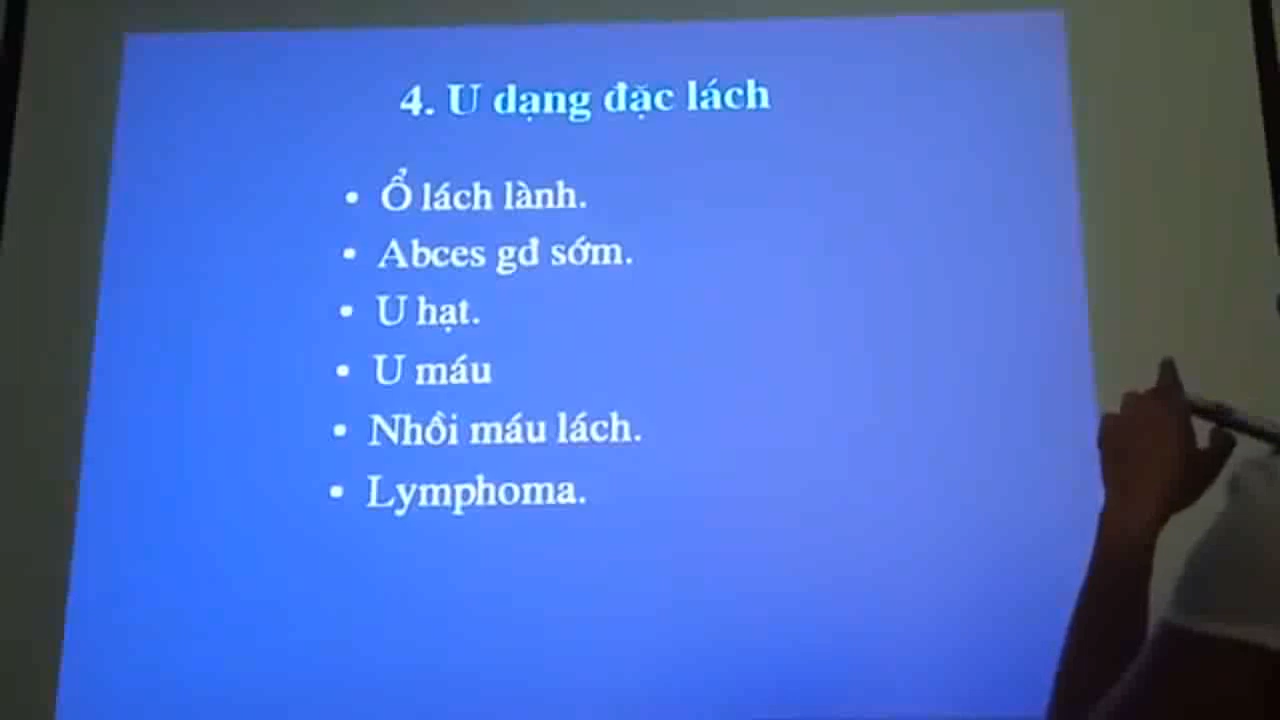 4. U dạng đặc lách
• Ổ lách lành.
• Abces gđ sớm.
• U hạt.
• U máu
• Nhồi máu lách.
• Lymphoma.